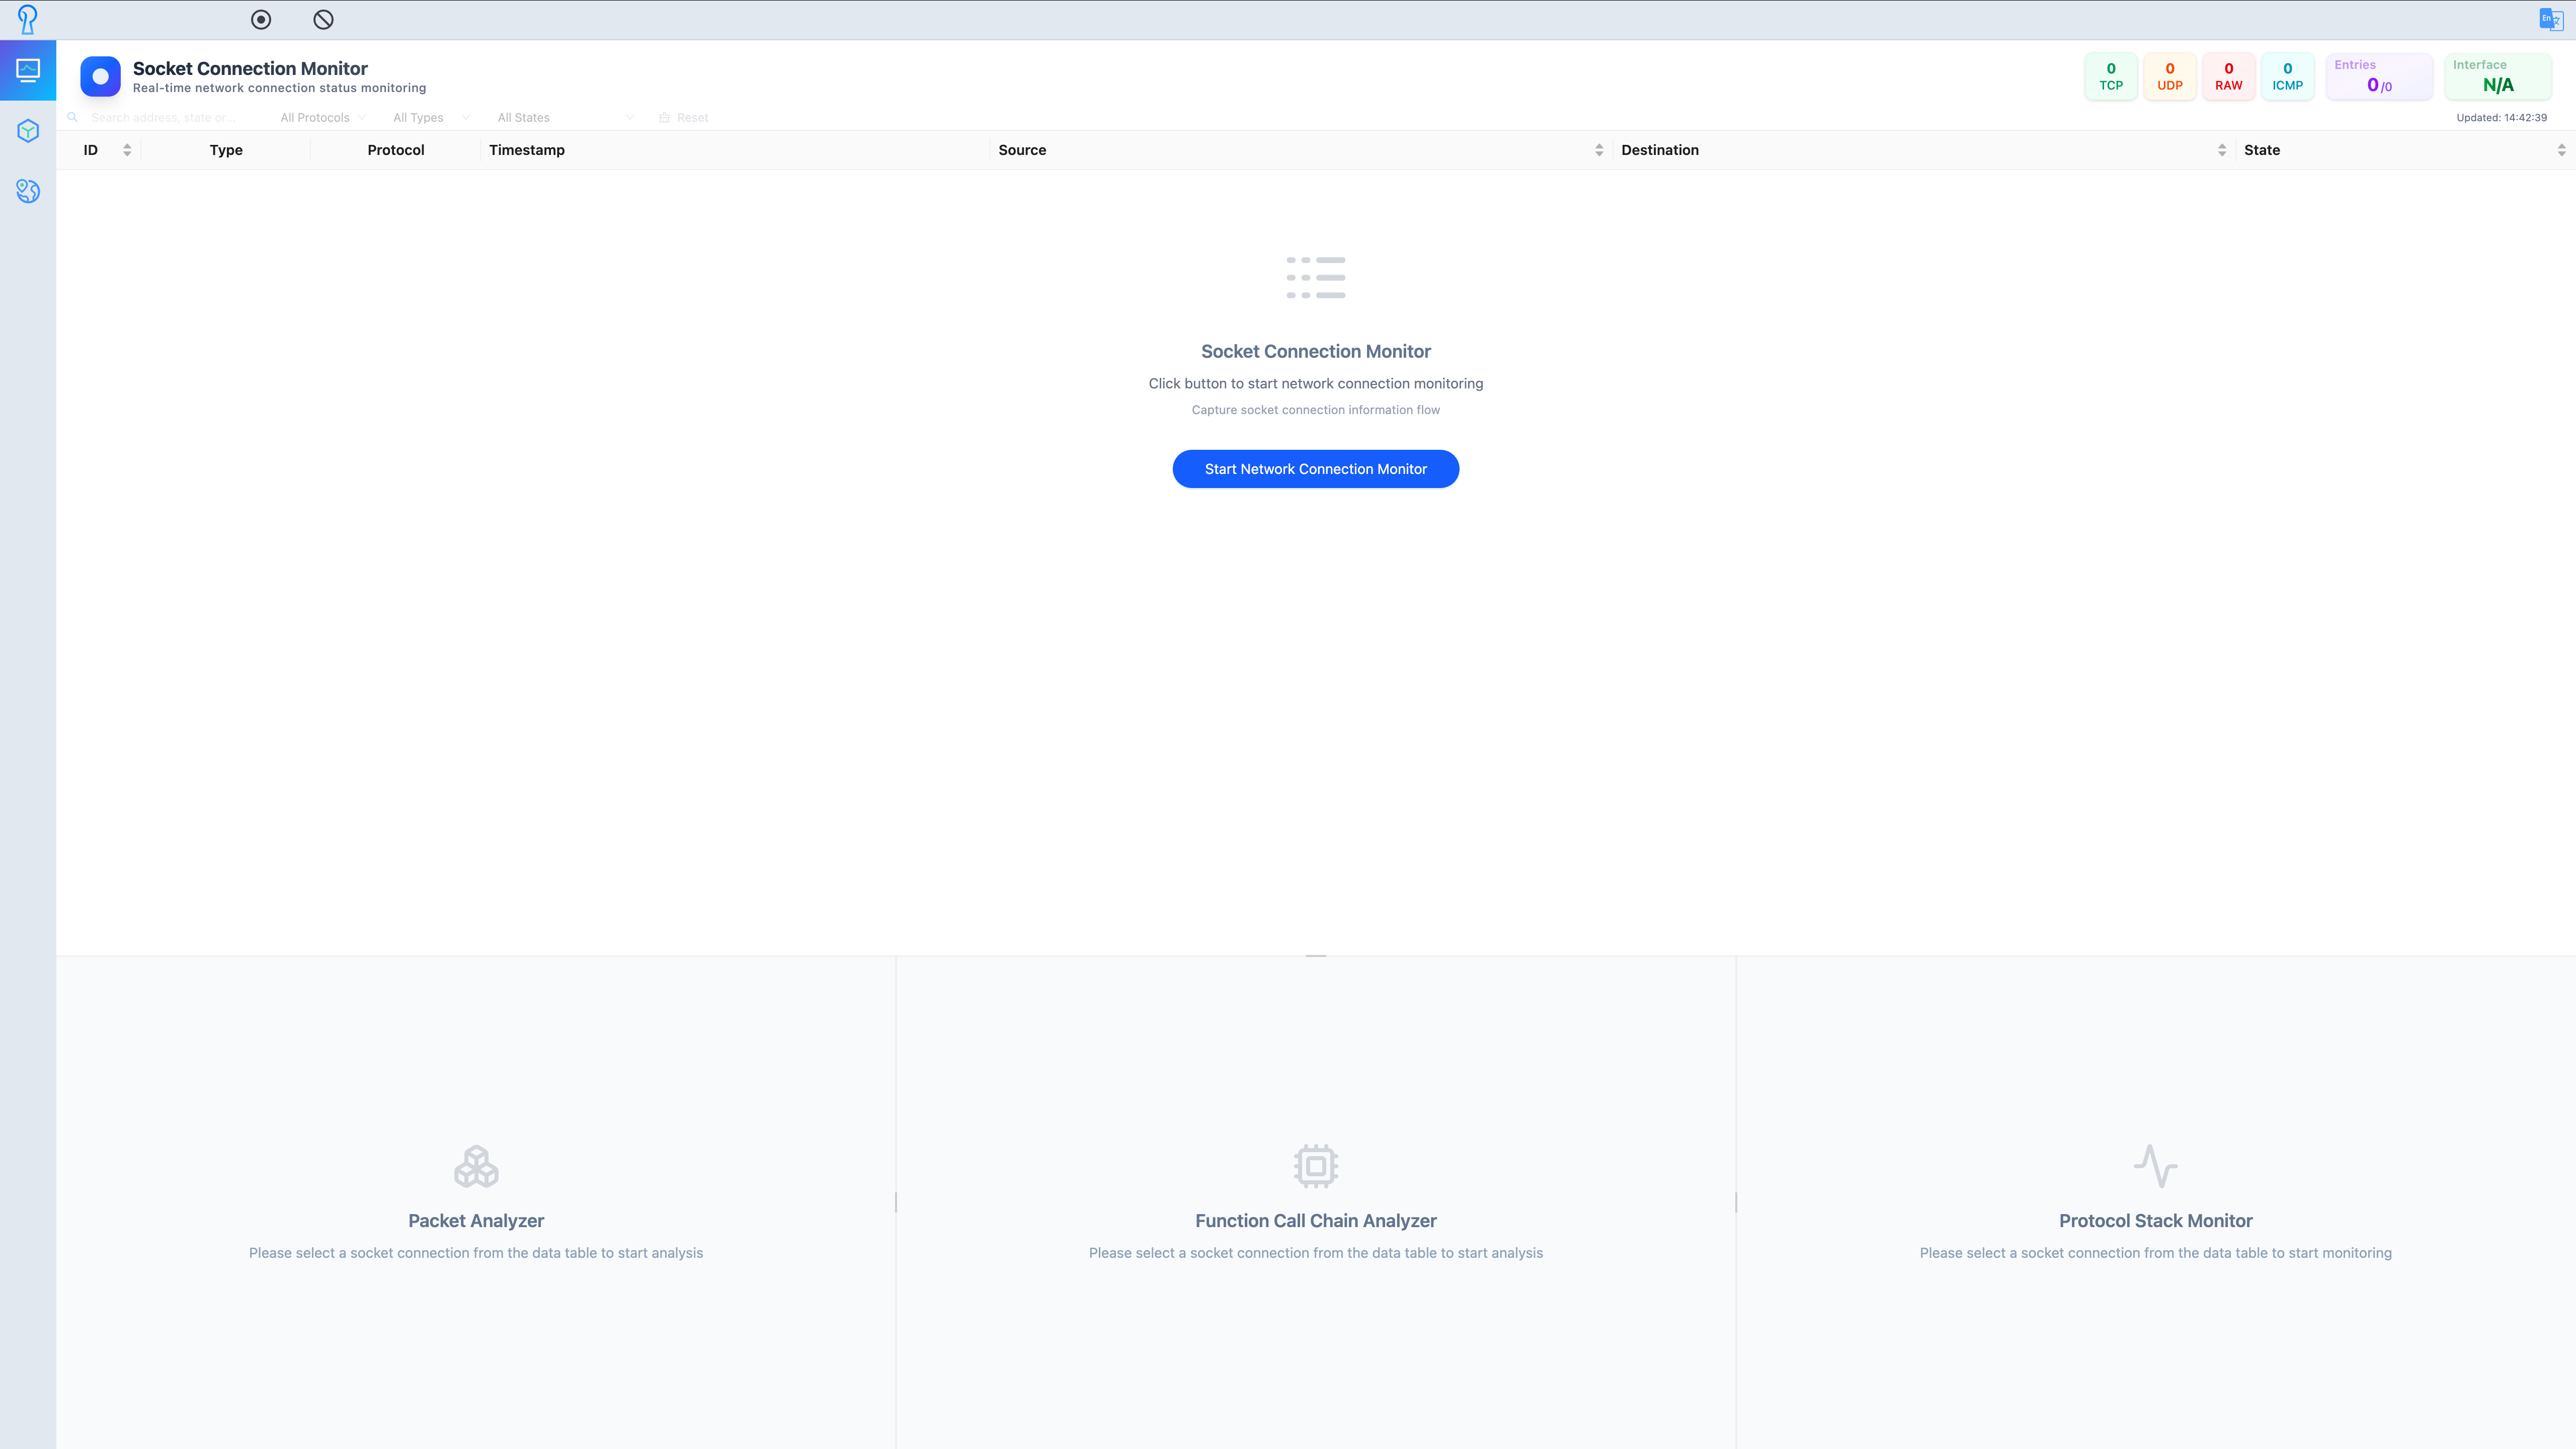 En
Socket Connection Monitor
Real-time network connection status monitoring
0
TCP
0
UDP
0
RAW
0
ICMP
Entries
0/0
Interface
N/A
Search address, state or...
All Protocols
All Types
All States
Reset
Updated: 14:42:39
ID Type Protocol Timestamp Source Destination State
Socket Connection Monitor
Click button to start network connection monitoring
Capture socket connection information flow
Start Network Connection Monitor
Packet Analyzer
Please select a socket connection from the data table to start analysis
Function Call Chain Analyzer
Please select a socket connection from the data table to start analysis
Protocol Stack Monitor
Please select a socket connection from the data table to start monitoring